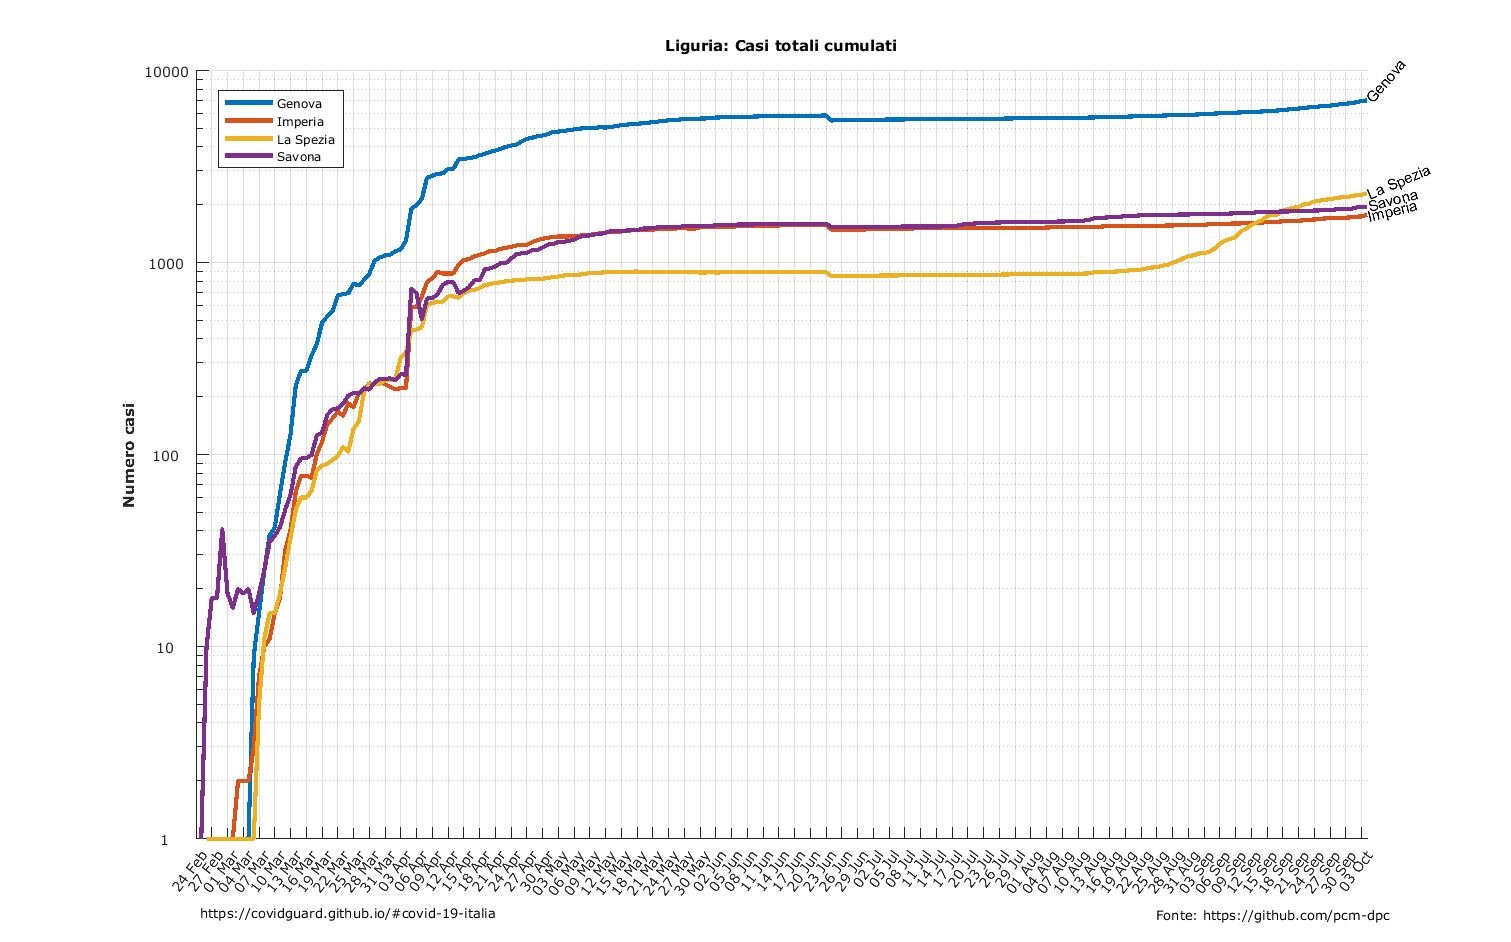 Liguria: Casi totali cumulati
Numero casi
10000
1000
100
10
1
Genova
Imperia
La Spezia
Savona
Genova
La Spezia
Savona
Imperia
24 Feb
27 Feb
01 Mar
04 Mar
07 Mar
10 Mar
13 Mar
16 Mar
19 Mar
22 Mar
25 Mar
28 Mar
31 Mar
03 Apr
06 Apr
09 Apr
12 Apr
15 Apr
18 Apr
21 Apr
24 Apr
27 Apr
30 Apr
03 May
06 May
09 May
12 May
15 May
18 May
21 May
24 May
27 May
30 May
02 Jun
05 Jun
08 Jun
11 Jun
14 Jun
17 Jun
20 Jun
23 Jun
26 Jun
29 Jun
02 Jul
05 Jul
08 Jul
11 Jul
14 Jul
17 Jul
20 Jul
23 Jul
26 Jul
29 Jul
01 Aug
04 Aug
07 Aug
10 Aug
13 Aug
16 Aug
19 Aug
22 Aug
25 Aug
28 Aug
31 Aug
03 Sep
06 Sep
09 Sep
12 Sep
15 Sep
18 Sep
21 Sep
24 Sep
27 Sep
30 Sep
03 Oct
https://covidguard.github.io/#covid-19-italia
Fonte: https://github.com/pcm-dpc